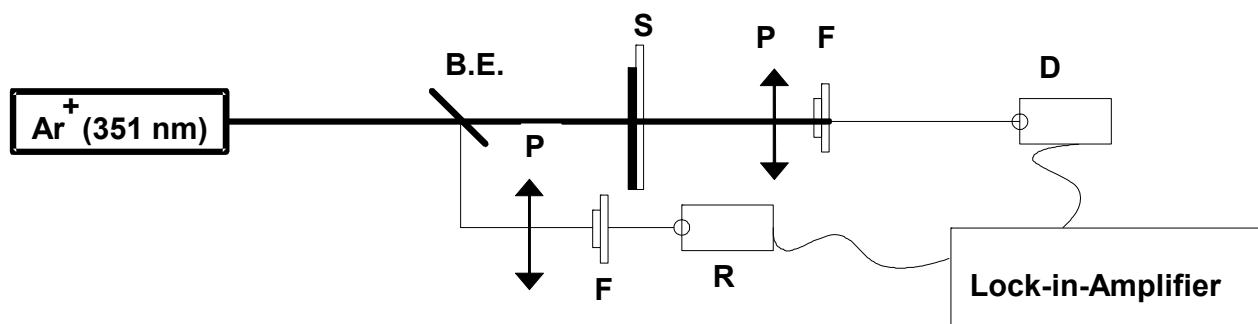 S
P F
B.E.
D
Ar⁺ (351 nm)
P
F
R
Lock-in-Amplifier